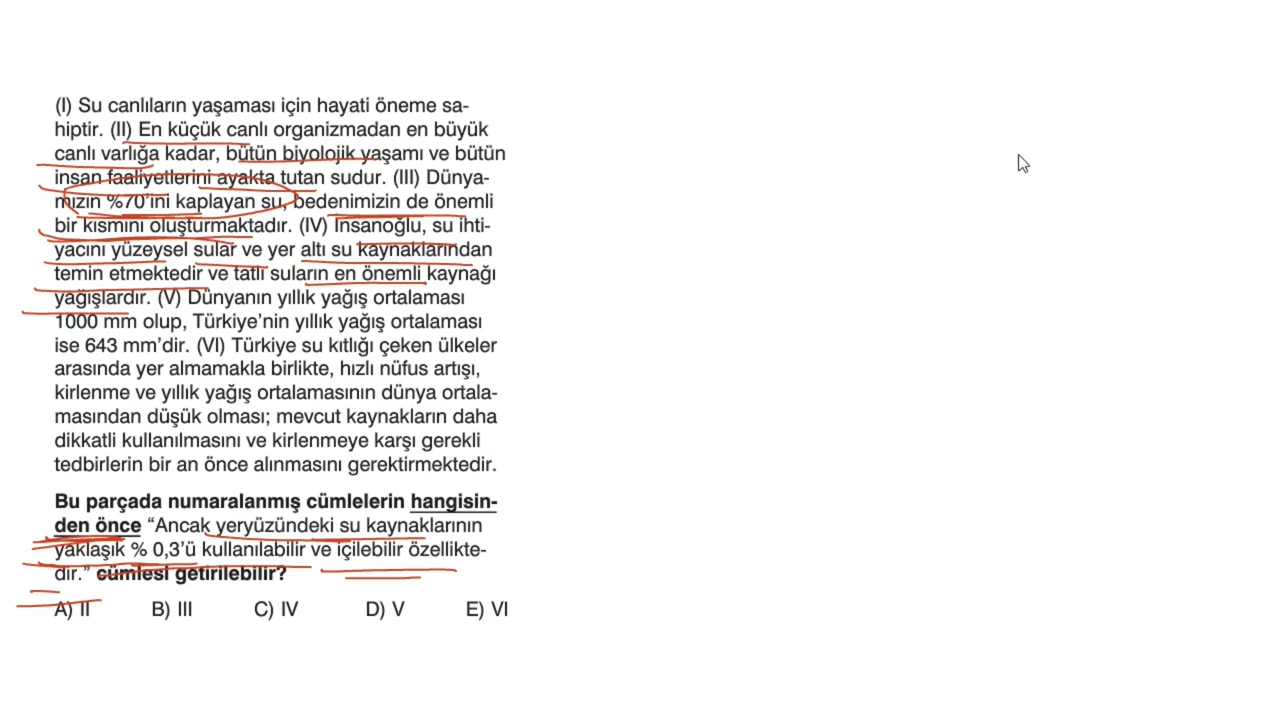 (I) Su canlıların yaşaması için hayati öneme sa-
hiptir. (II) En küçük canlı organizmadan en büyük
canlı varlığa kadar, bütün biyolojik yaşamı ve bütün
insan faaliyetlerini ayakta tutan sudur. (III) Dünya-
mızın %70'ini kaplayan su, bedenimizin de önemli
bir kısmını oluşturmaktadır. (IV) İnsanoğlu, su ihti-
yacını yüzeysel sular ve yer altı su kaynaklarından
temin etmektedir ve tatlı suların en önemli kaynağı
yağışlardır. (V) Dünyanın yıllık yağış ortalaması
1000 mm olup, Türkiye'nin yıllık yağış ortalaması
ise 643 mm'dir. (VI) Türkiye su kıtlığı çeken ülkeler
arasında yer almamakla birlikte, hızlı nüfus artışı,
kirlenme ve yıllık yağış ortalamasının dünya ortala-
masından düşük olması; mevcut kaynakların daha
dikkatli kullanılmasını ve kirlenmeye karşı gerekli
tedbirlerin bir an önce alınmasını gerektirmektedir.
Bu parçada numaralanmış cümlelerin hangisin-
den önce "Ancak yeryüzündeki su kaynaklarının
yaklaşık % 0,3'ü kullanılabilir ve içilebilir özellikte-
dir." cümlesi getirilebilir?
A) II B) III C) IV D) V E) VI